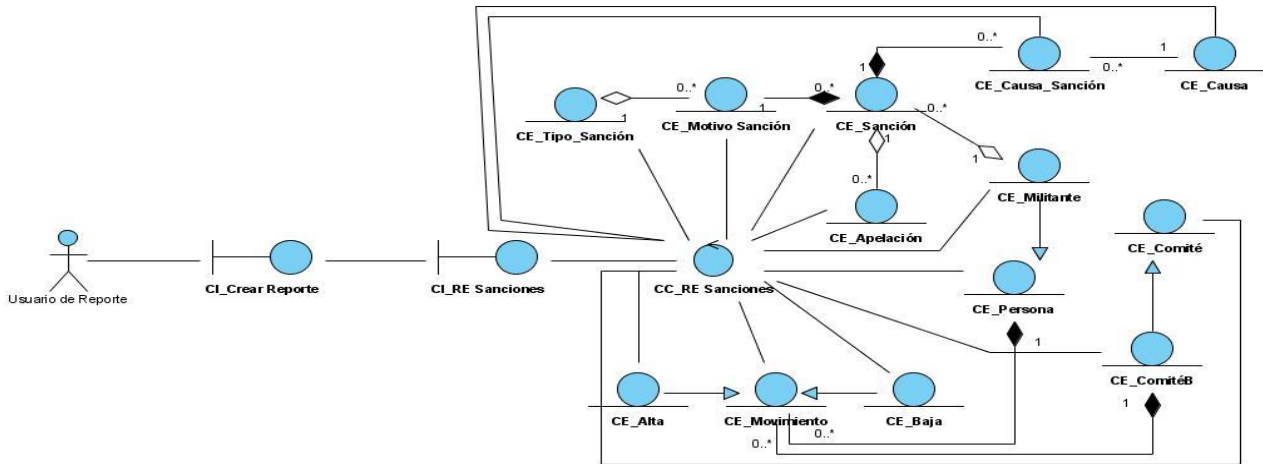 0..*
1
0..*
1
CE_Causa_Sanción
CE_Causa
0..*
1
0..*
1
CE_Tipo_Sanción
CE_Motivo Sanción
CE_Sanción
0..*
1
1
0..*
CE_Militante
CE_Apelación
CE_Comité
Usuario de Reporte
CI_Crear Reporte
CI_RE Sanciones
CC_RE Sanciones
CE_Persona
1
CE_ComitéB
1
CE_Alta
CE_Movimiento
CE_Baja
0..*
0..*